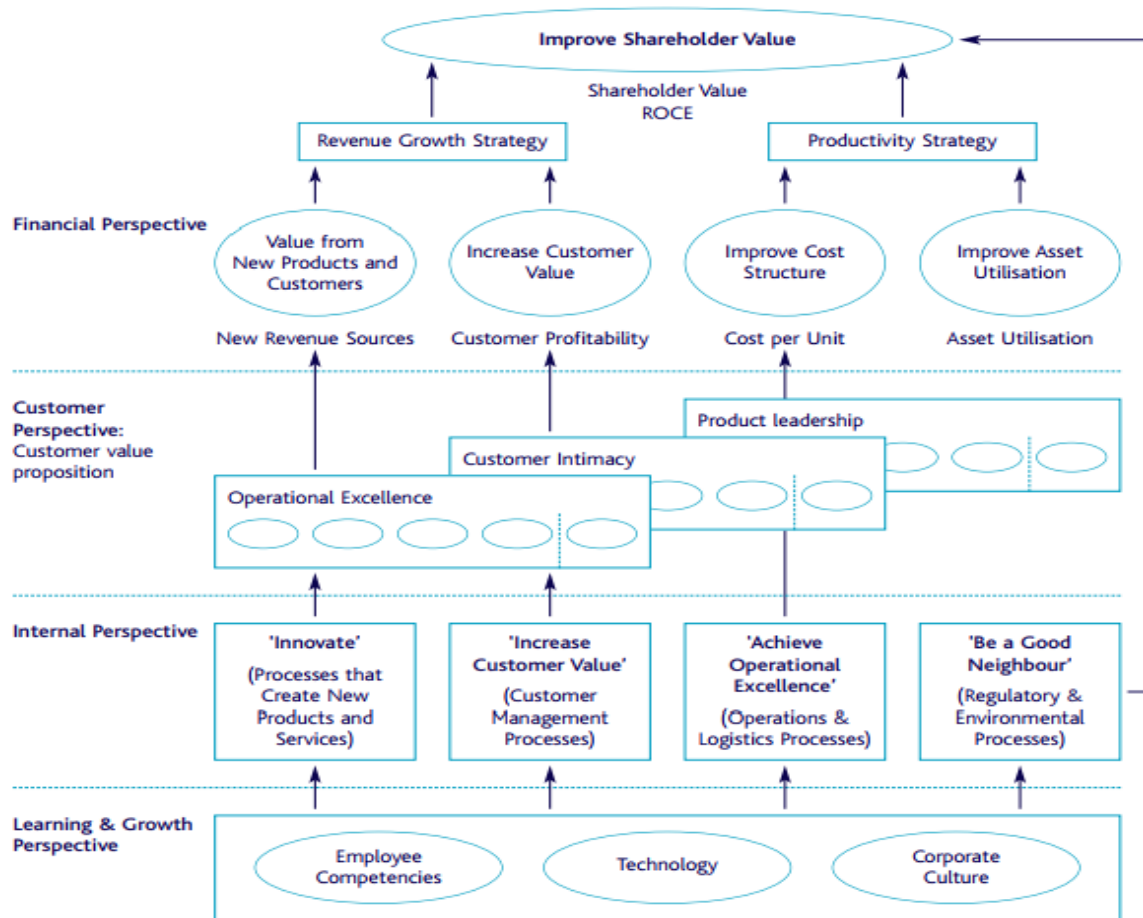 Improve Shareholder Value
Shareholder Value
ROCE
Revenue Growth Strategy
Productivity Strategy
Financial Perspective
Value from
New Products and
Customers
Increase Customer
Value
Improve Cost
Structure
Improve Asset
Utilisation
New Revenue Sources
Customer Profitability
Cost per Unit
Asset Utilisation
Customer
Perspective:
Customer value
proposition
Product leadership
Customer Intimacy
Operational Excellence
Internal Perspective
'Innovate'
(Processes that
Create New
Products and
Services)
'Increase
Customer Value'
(Customer
Management
Processes)
'Achieve
Operational
Excellence'
(Operations &
Logistics Processes)
'Be a Good
Neighbour'
(Regulatory &
Environmental
Processes)
Learning & Growth
Perspective
Employee
Competencies
Technology
Corporate
Culture